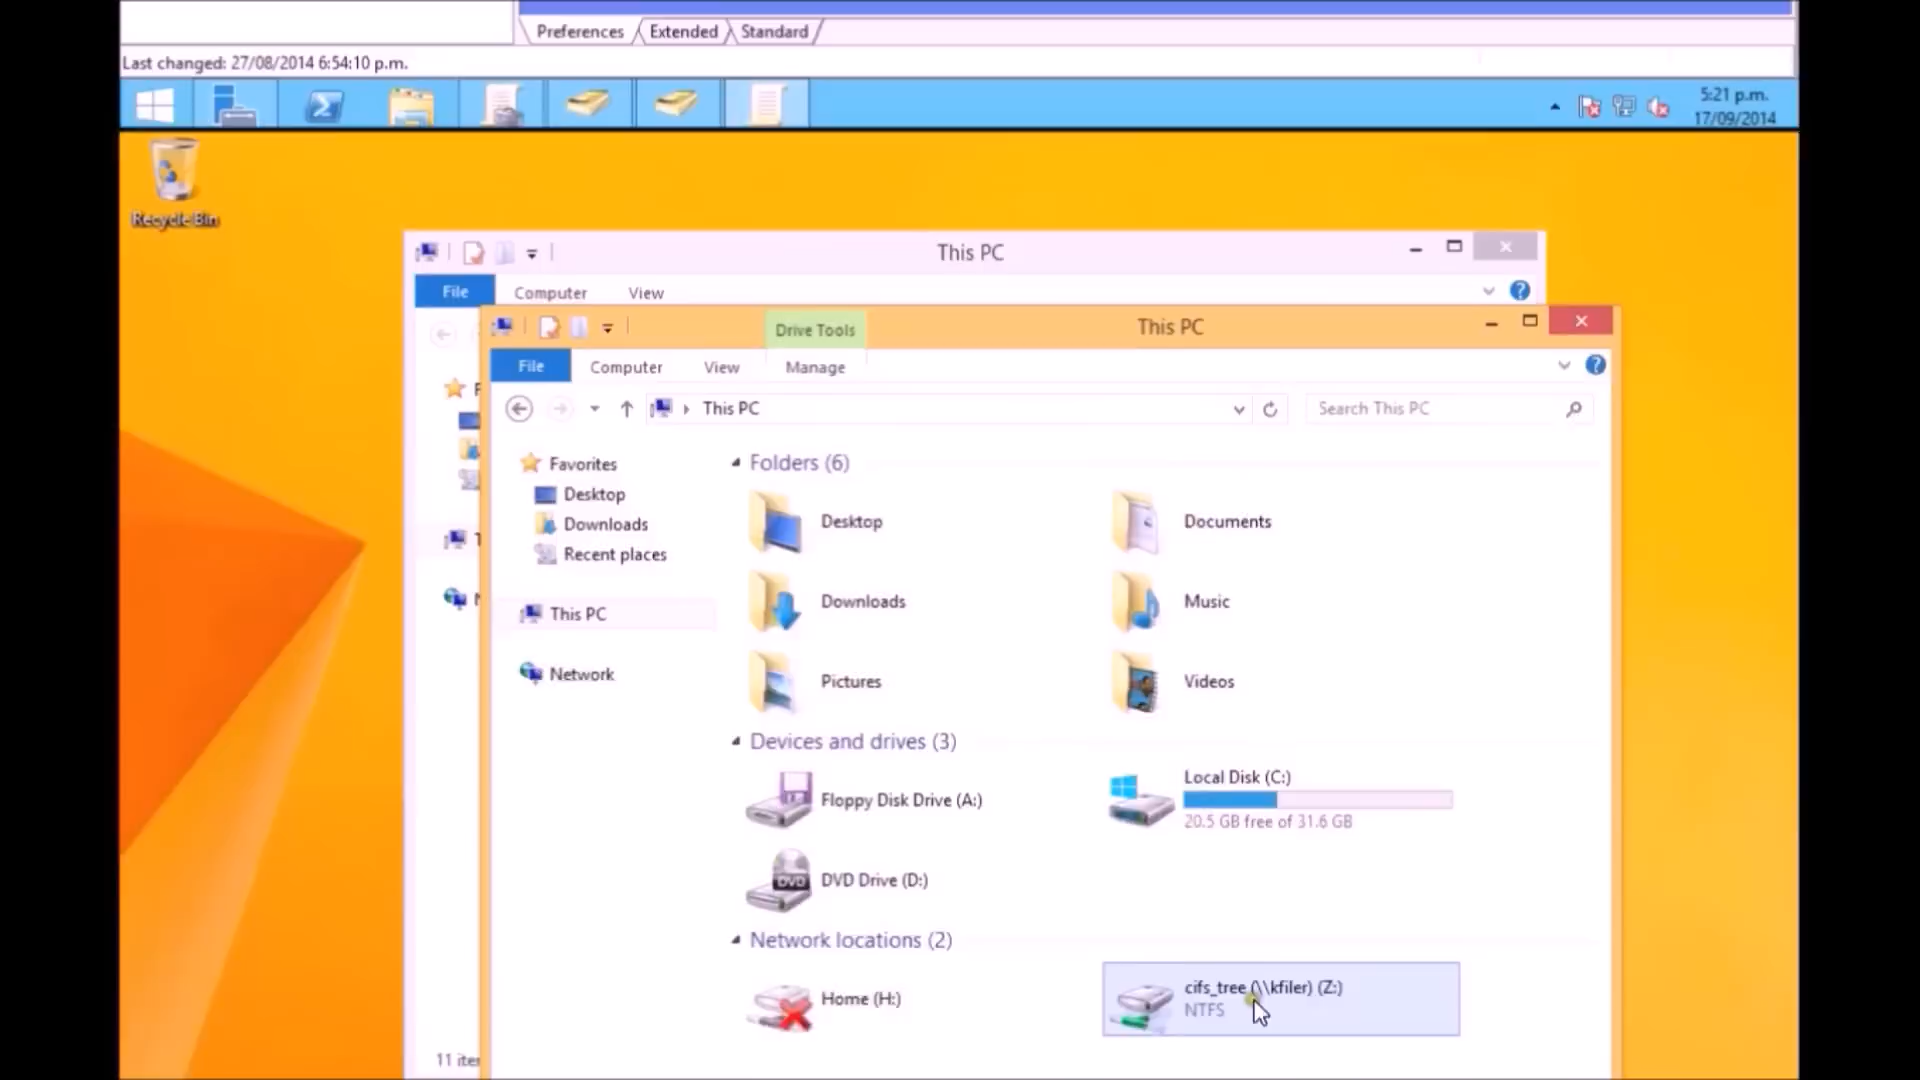 Preferences Extended Standard
Last changed: 27/08/2014 6:54:10 p.m.
5:21 p.m.
17/09/2014
Recycle Bin
This PC
File Computer View
Drive Tools
This PC
File Computer View Manage
This PC
Search This PC
Favorites
Desktop
Downloads
Recent places
This PC
Network
Folders (6)
Desktop
Documents
Downloads
Music
Pictures
Videos
Devices and drives (3)
Floppy Disk Drive (A:)
Local Disk (C:)
20.5 GB free of 31.6 GB
DVD
DVD Drive (D:)
Network locations (2)
Home (H:)
cifs_tree (\\kfiler) (Z:)
NTFS
11